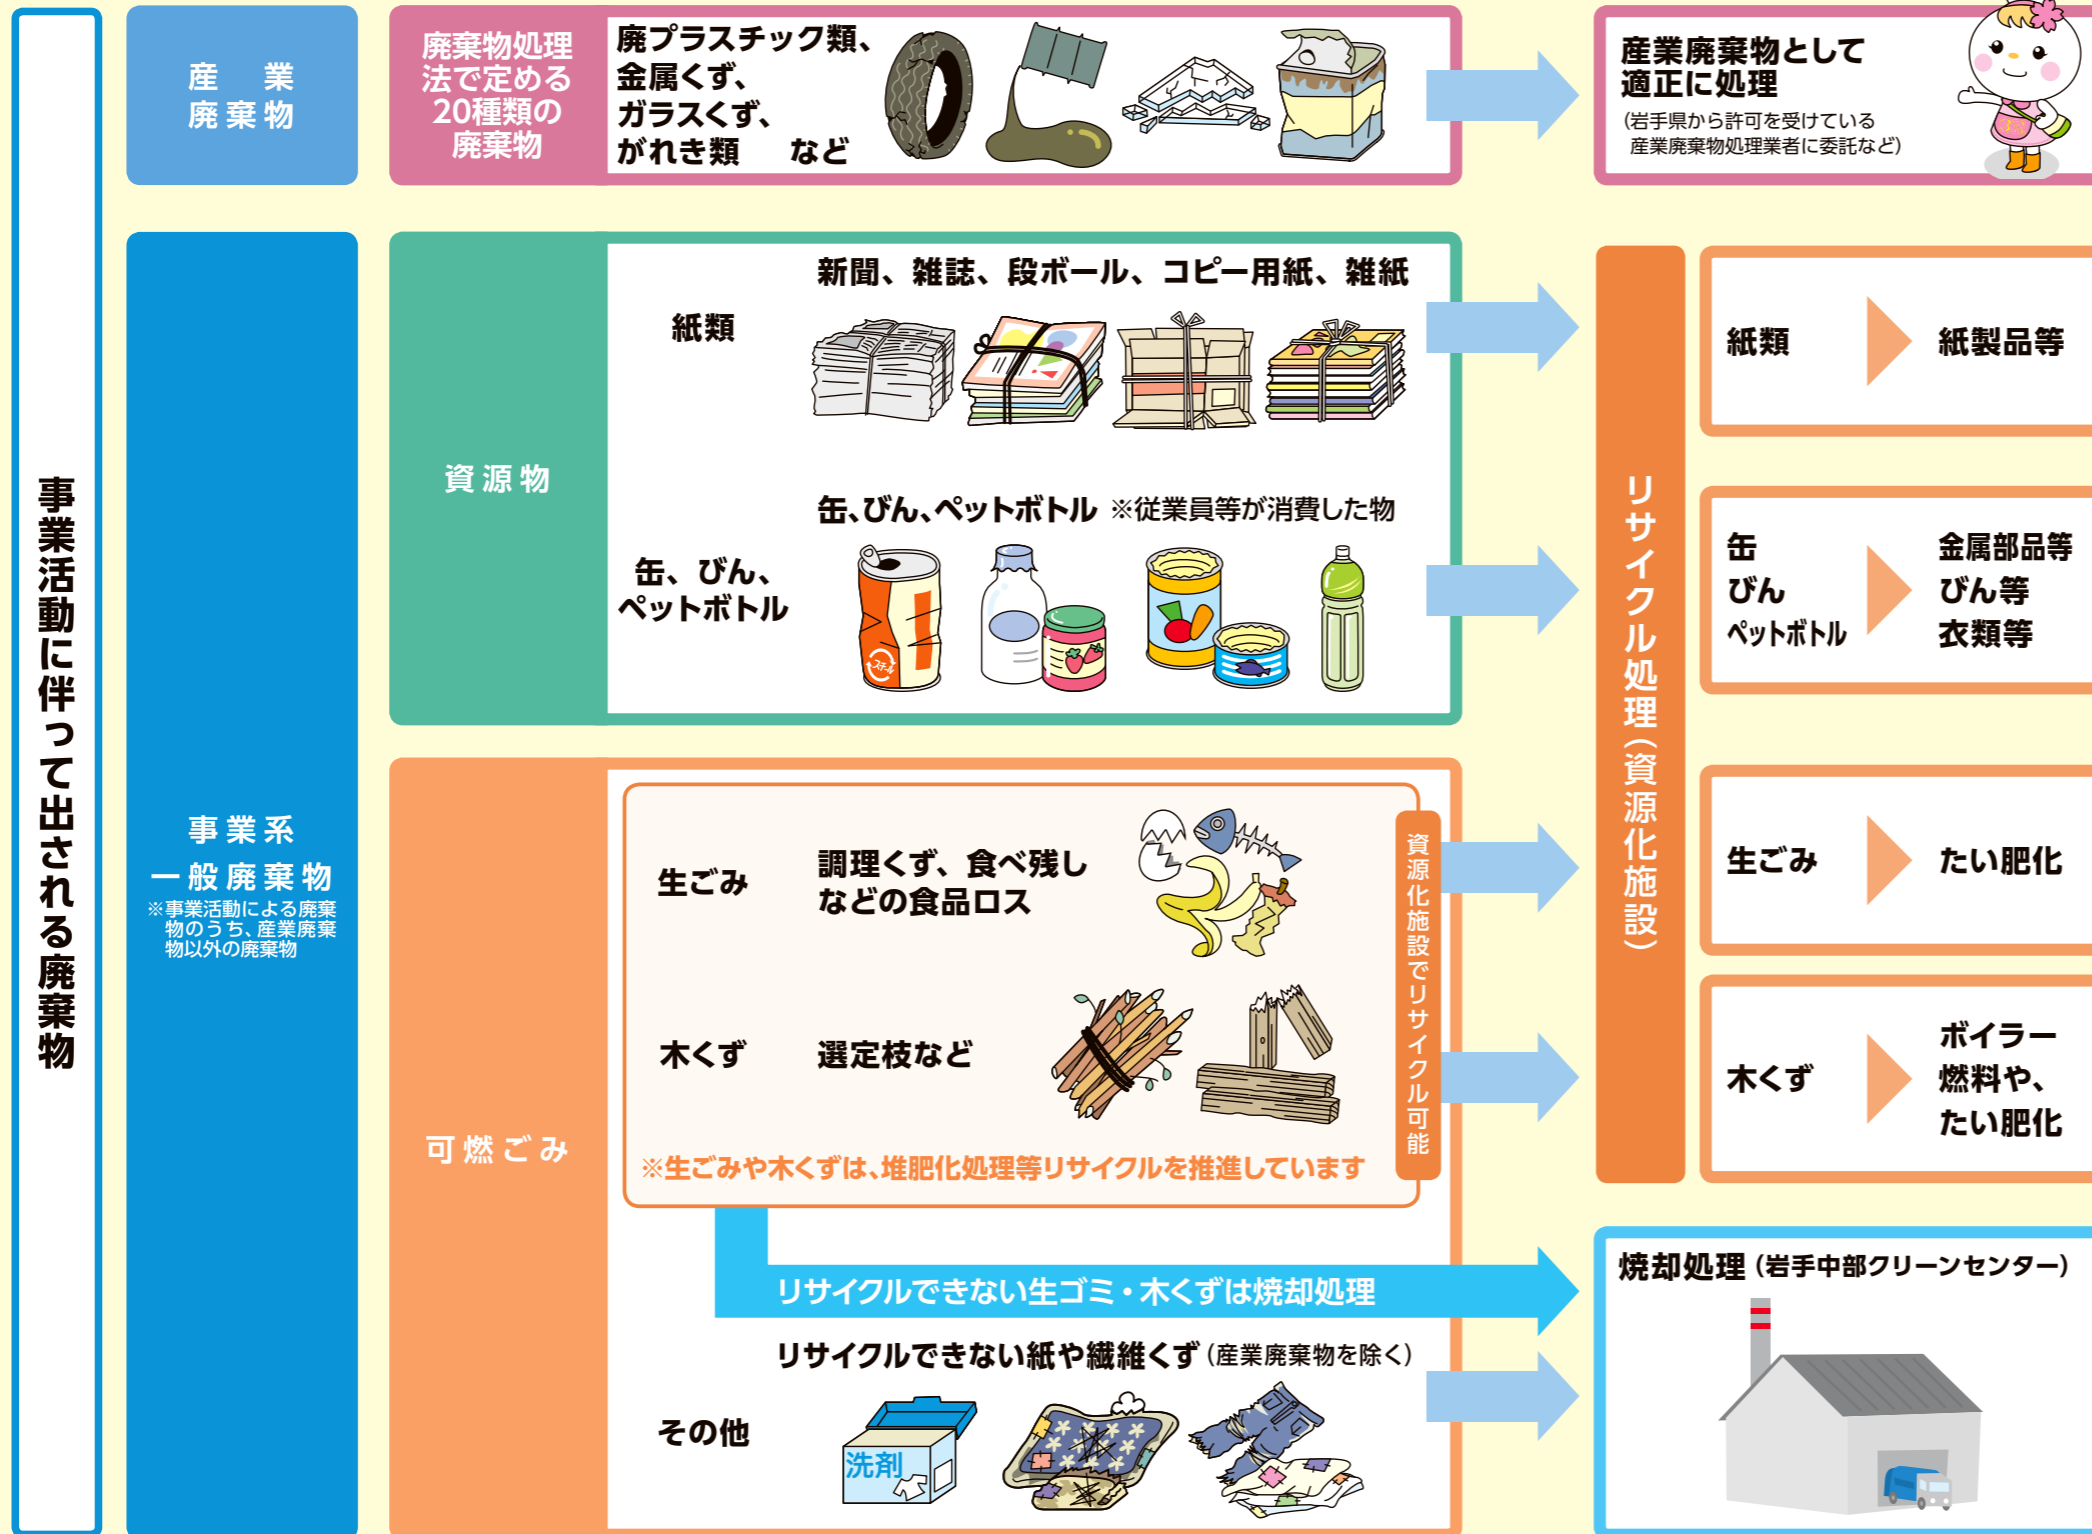 事業活動に伴って出される廃棄物
産　業
廃棄物
廃棄物処理
法で定める
20種類の
廃棄物
廃プラスチック類、
金属くず、
ガラスくず、
がれき類　など
産業廃棄物として
適正に処理
(岩手県から許可を受けている
産業廃棄物処理業者に委託など)
事業系
一般廃棄物
※事業活動による廃棄
物のうち、産業廃棄
物以外の廃棄物
資源物
紙類
新聞、雑誌、段ボール、コピー用紙、雑紙
缶、びん、
ペットボトル
缶、びん、ペットボトル ※従業員等が消費した物
スチール
可燃ごみ
生ごみ
調理くず、食べ残し
などの食品ロス
木くず
選定枝など
※生ごみや木くずは、堆肥化処理等リサイクルを推進しています
資源化施設でリサイクル可能
リサイクルできない生ゴミ・木くずは焼却処理
その他
リサイクルできない紙や繊維くず(産業廃棄物を除く)
洗剤
リサイクル処理(資源化施設)
紙類
紙製品等
缶
びん
ペットボトル
金属部品等
びん等
衣類等
生ごみ
たい肥化
木くず
ボイラー
燃料や、
たい肥化
焼却処理(岩手中部クリーンセンター)